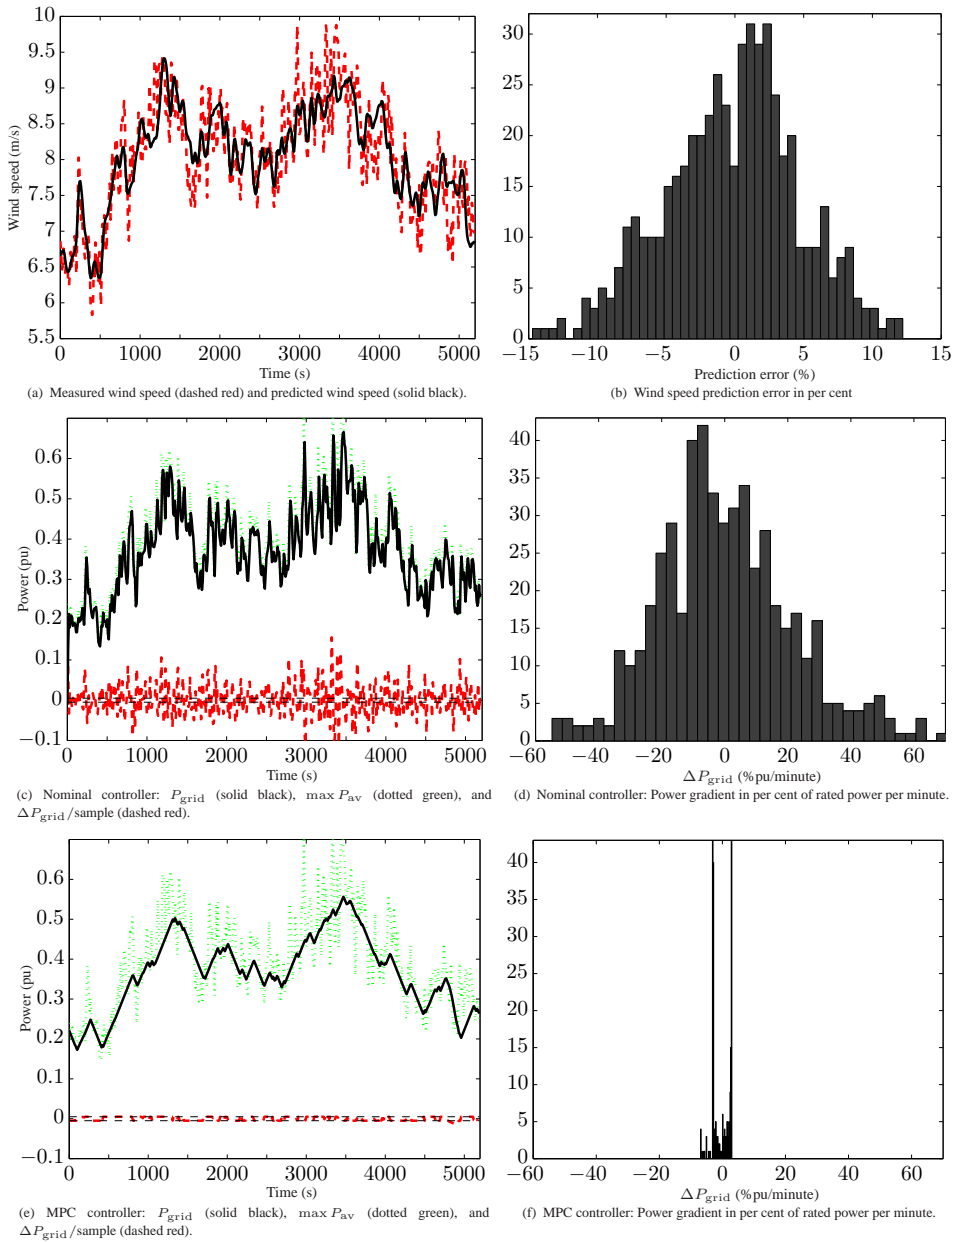 10
9.5
9
8.5
8
7.5
7
6.5
6
5.5
Wind speed (m/s)
0 1000 2000 3000 4000 5000
Time (s)
(a) Measured wind speed (dashed red) and predicted wind speed (solid black).
30
25
20
15
10
5
0
−15 −10 −5 0 5 10 15
Prediction error (%)
(b) Wind speed prediction error in per cent
0.6
0.5
0.4
0.3
0.2
0.1
0
−0.1
Power (pu)
0 1000 2000 3000 4000 5000
Time (s)
(c) Nominal controller: P_grid (solid black), max P_av (dotted green), and
ΔP_grid/sample (dashed red).
40
35
30
25
20
15
10
5
0
−60 −40 −20 0 20 40 60
ΔP_grid (%pu/minute)
(d) Nominal controller: Power gradient in per cent of rated power per minute.
0.6
0.5
0.4
0.3
0.2
0.1
0
−0.1
Power (pu)
0 1000 2000 3000 4000 5000
Time (s)
(e) MPC controller: P_grid (solid black), max P_av (dotted green), and
ΔP_grid/sample (dashed red).
40
35
30
25
20
15
10
5
0
−60 −40 −20 0 20 40 60
ΔP_grid (%pu/minute)
(f) MPC controller: Power gradient in per cent of rated power per minute.